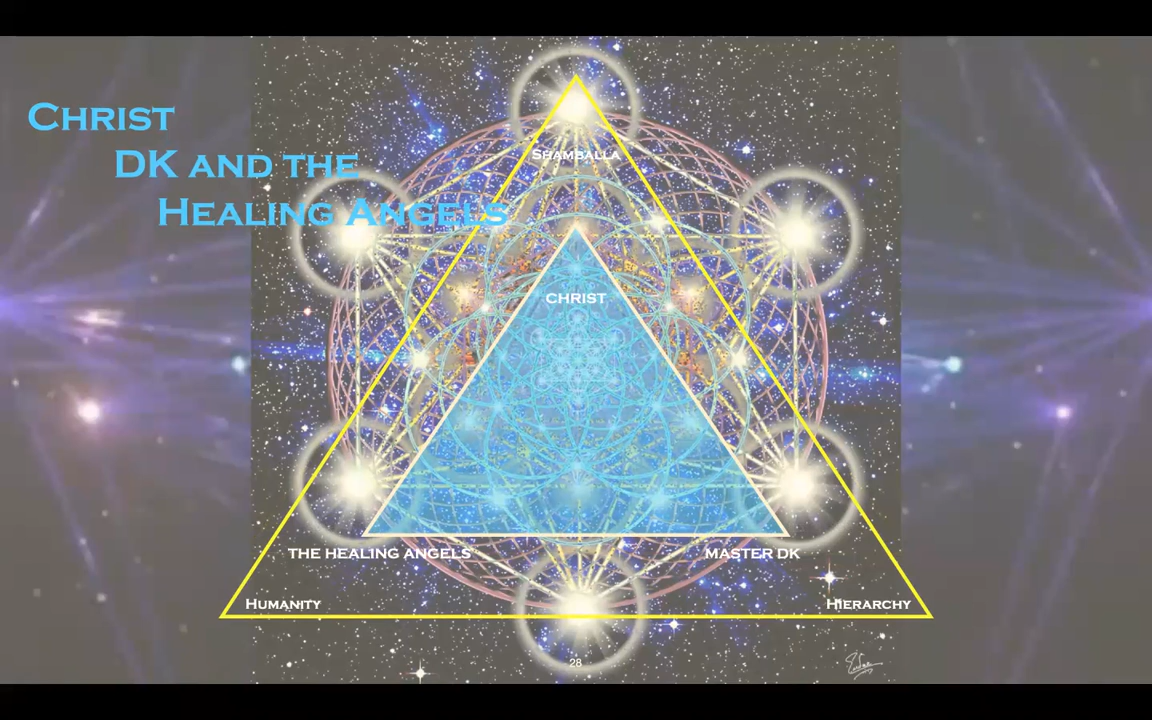 Christ
DK and the
Healing Angels
Shamballa
CHRIST
THE HEALING ANGELS
MASTER DK
Humanity
Hierarchy
28